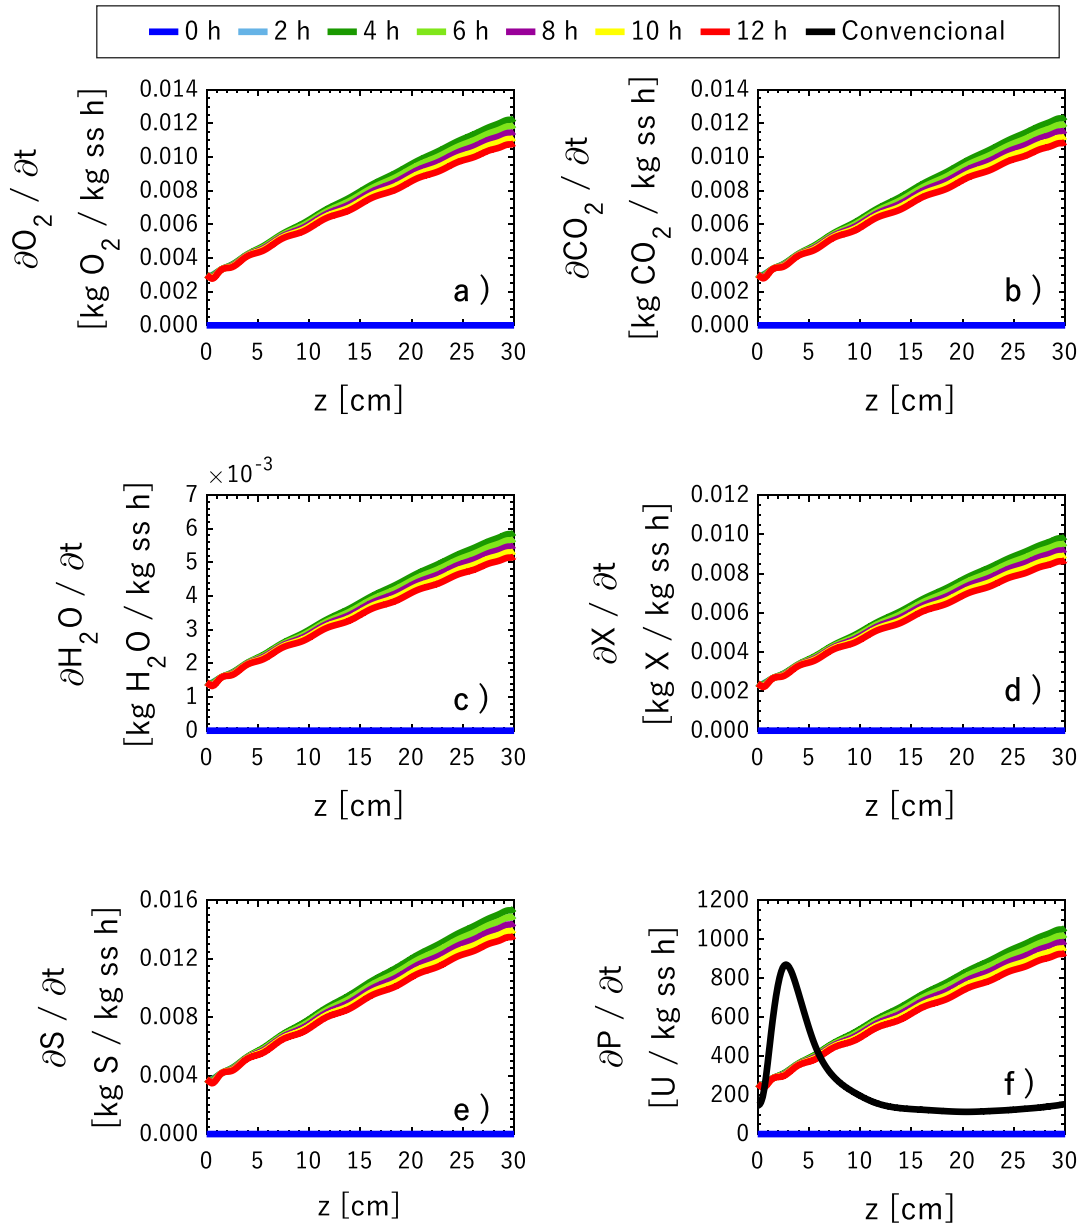 0 h 2 h 4 h 6 h 8 h 10 h 12 h Convencional
∂O2 / ∂t
[kg O2 / kg ss h]
0.014
0.012
0.010
0.008
0.006
0.004
0.002
0.000
a )
0 5 10 15 20 25 30
z [cm]
∂CO2 / ∂t
[kg CO2 / kg ss h]
0.014
0.012
0.010
0.008
0.006
0.004
0.002
0.000
b )
0 5 10 15 20 25 30
z [cm]
∂H2O / ∂t
[kg H2O / kg ss h]
×10-3
7
6
5
4
3
2
1
0
c )
0 5 10 15 20 25 30
z [cm]
∂X / ∂t
[kg X / kg ss h]
0.012
0.010
0.008
0.006
0.004
0.002
0.000
d )
0 5 10 15 20 25 30
z [cm]
∂S / ∂t
[kg S / kg ss h]
0.016
0.012
0.008
0.004
0.000
e )
0 5 10 15 20 25 30
z [cm]
∂P / ∂t
[U / kg ss h]
1200
1000
800
600
400
200
0
f )
0 5 10 15 20 25 30
z [cm]